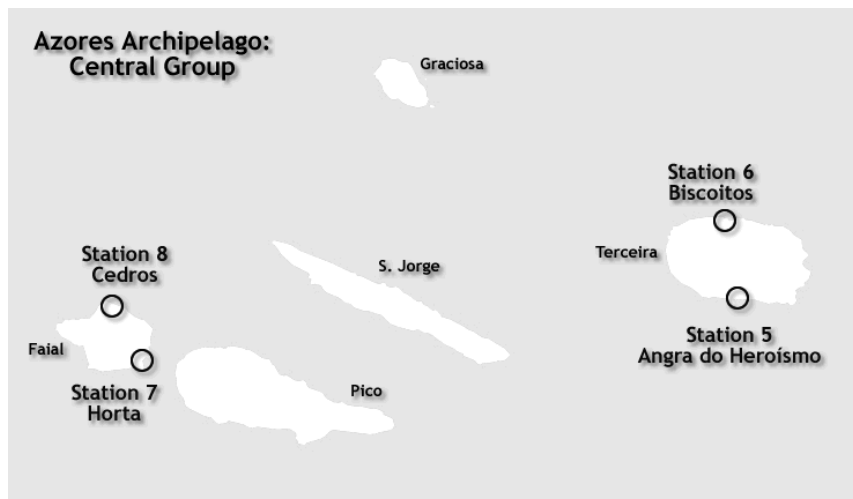 Azores Archipelago:
Central Group
Graciosa
Station 6
Biscoitos
Terceira
Station 8
Cedros
S. Jorge
Station 5
Angra do Heroísmo
Faial
Station 7
Horta
Pico